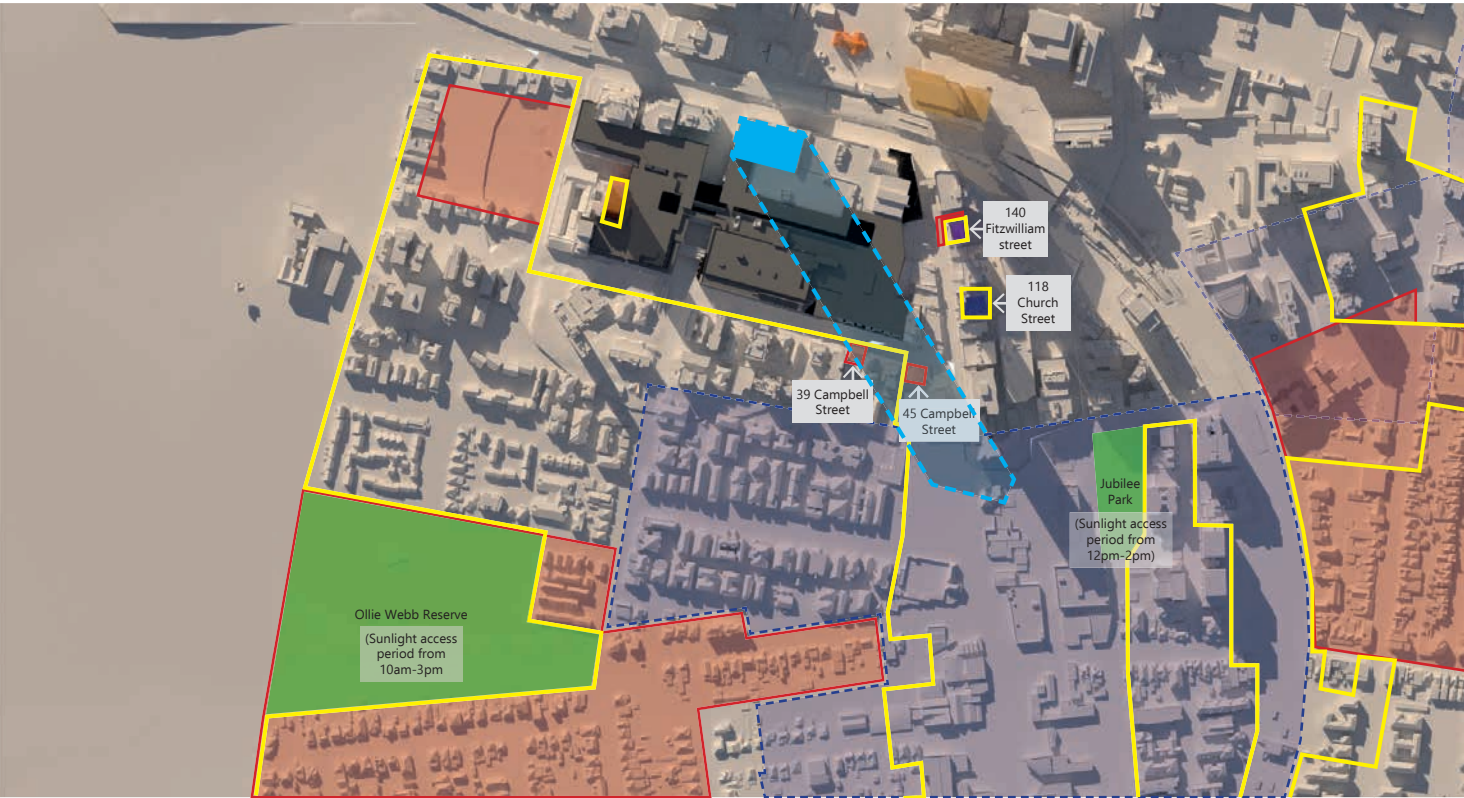 140
Fitzwilliam
street
118
Church
Street
39 Campbell
Street
45 Campbell
Street
Jubilee
Park
(Sunlight access
period from
12pm-2pm)
Ollie Webb Reserve
(Sunlight access
period from
10am-3pm